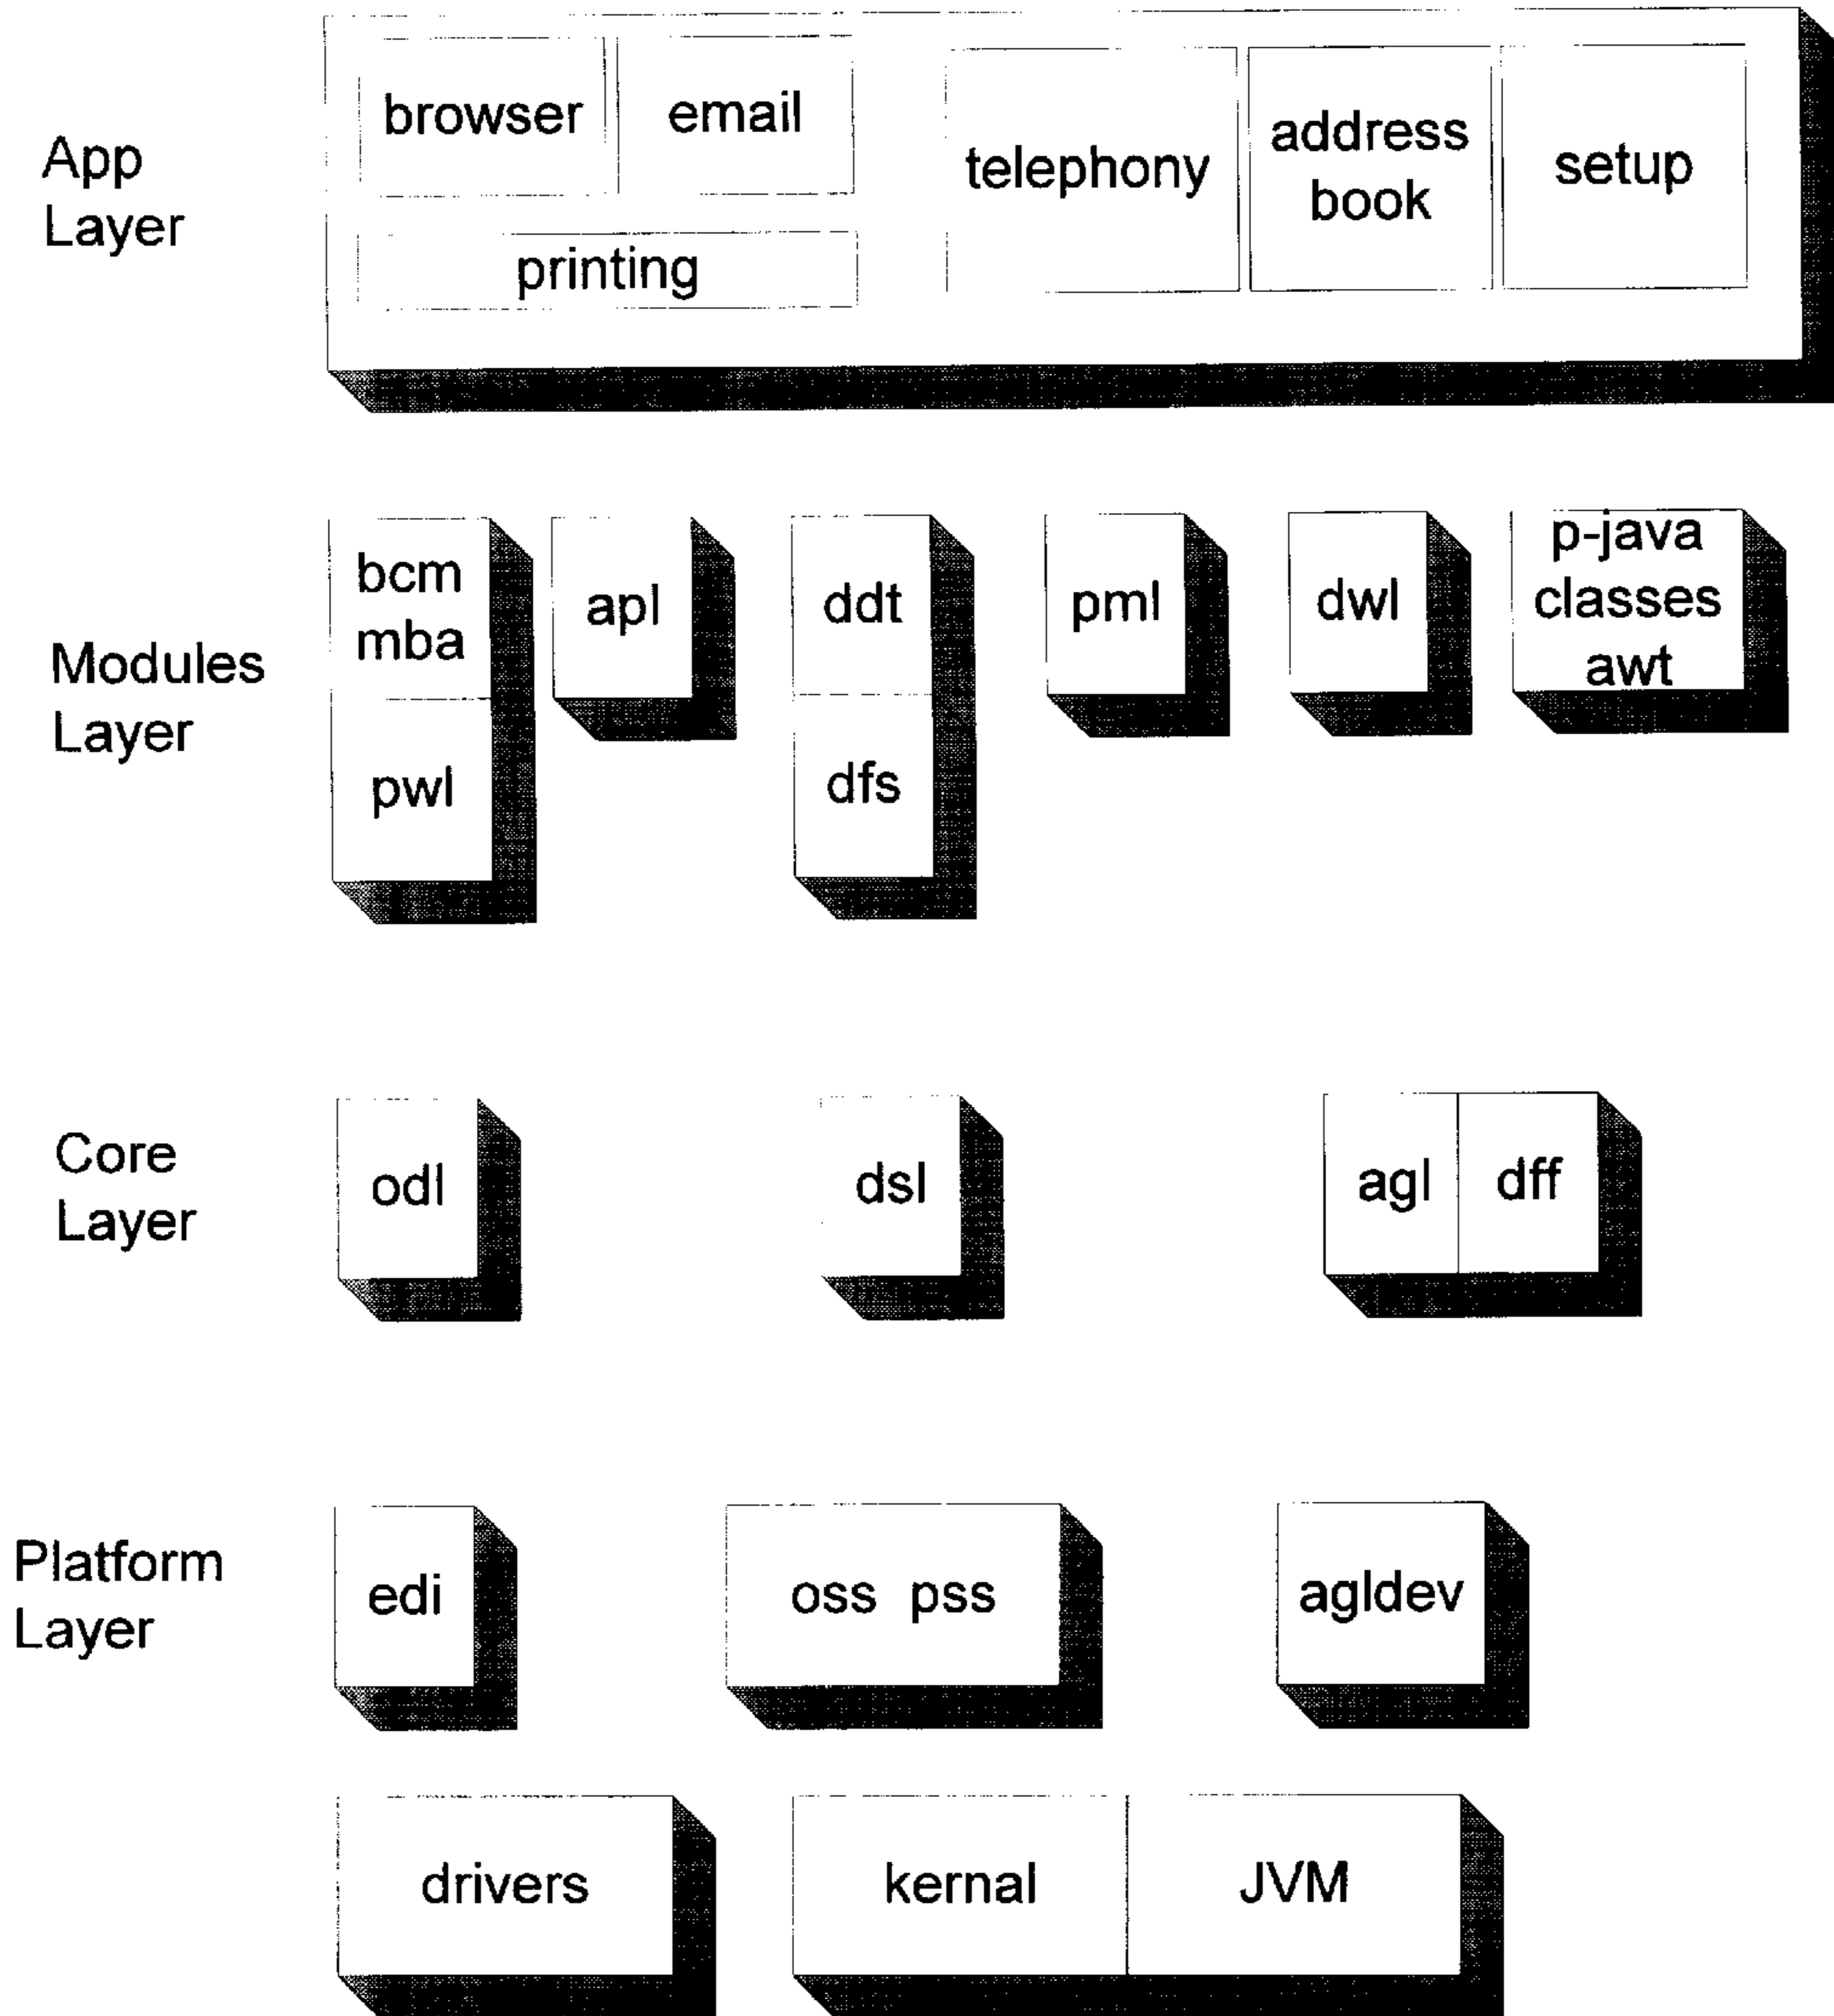 App
Layer
browser
email
printing
telephony
address
book
setup
Modules
Layer
bcm
mba
pwl
apl
ddt
dfs
pml
dwl
p-java
classes
awt
Core
Layer
odl
dsl
agl
dff
Platform
Layer
edi
oss pss
agldev
drivers
kernal
JVM